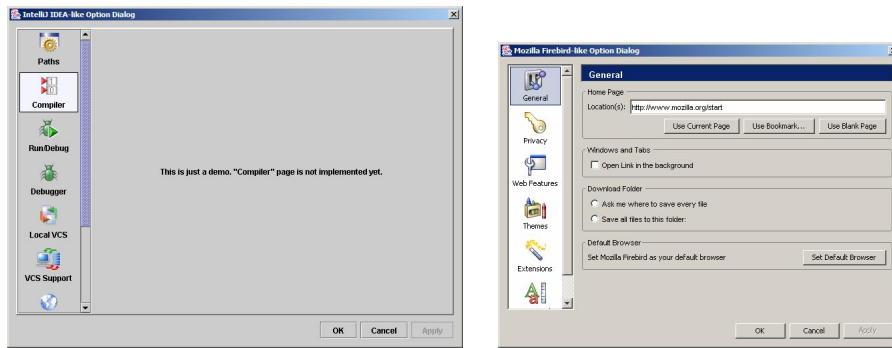 IntelliJ IDEA-like Option Dialog
Paths
Compiler
Run/Debug
Debugger
Local VCS
VCS Support
This is just a demo. "Compiler" page is not implemented yet.
OK Cancel Apply
Mozilla Firebird-like Option Dialog
General
Privacy
Web Features
Themes
Extensions
General
Home Page
Location(s): http://www.mozilla.org/start
Use Current Page Use Bookmark... Use Blank Page
Windows and Tabs
Open Link in the background
Download Folder
Ask me where to save every file
Save all files to this folder:
Default Browser
Set Mozilla Firebird as your default browser Set Default Browser
OK Cancel Apply